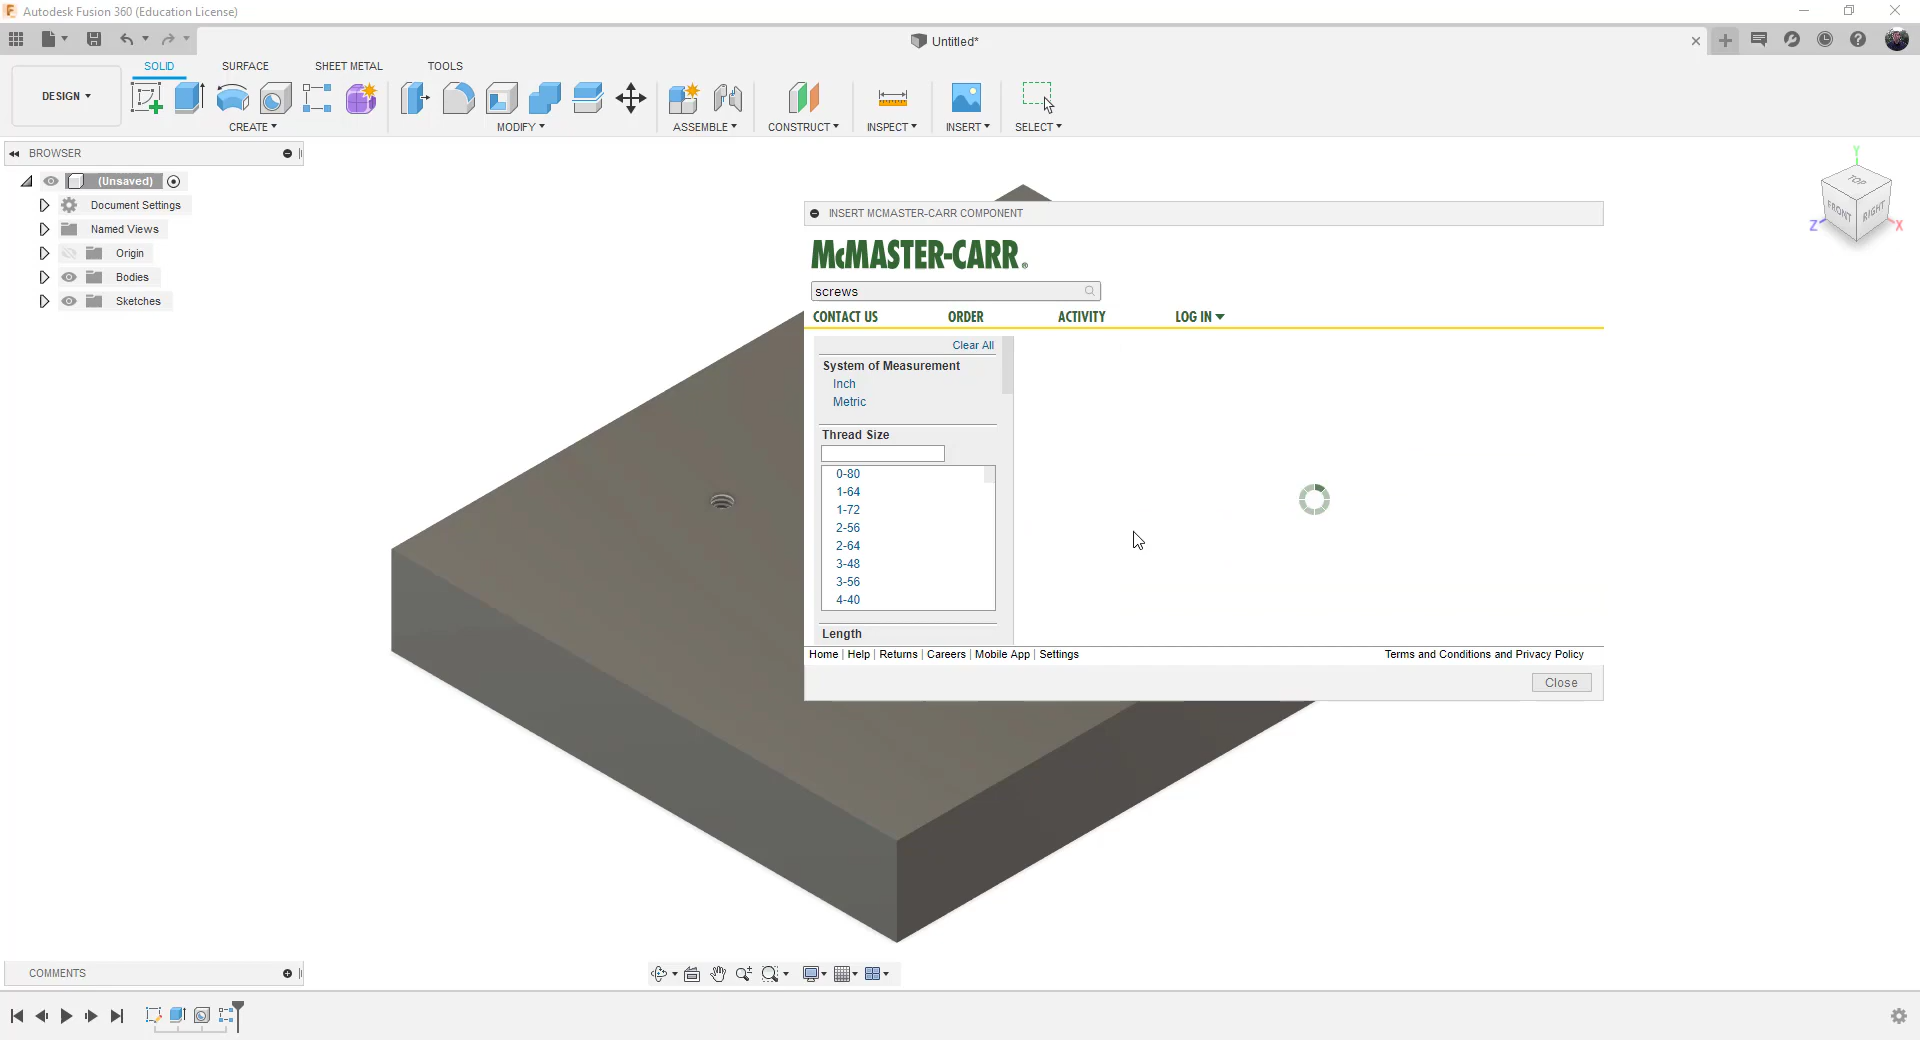 Autodesk Fusion 360 (Education License)
Untitled*
SOLID SURFACE SHEET METAL TOOLS
DESIGN
CREATE MODIFY ASSEMBLE CONSTRUCT INSPECT INSERT SELECT
BROWSER
(Unsaved)
Document Settings
Named Views
Origin
Bodies
Sketches
Y
TOP
FRONT
RIGHT
Z
X
INSERT MCMASTER-CARR COMPONENT
McMASTER-CARR®
screws
CONTACT US ORDER ACTIVITY LOG IN
Clear All
System of Measurement
Inch
Metric
Thread Size
0-80
1-64
1-72
2-56
2-64
3-48
3-56
4-40
Length
Home | Help | Returns | Careers | Mobile App | Settings
Terms and Conditions and Privacy Policy
Close
COMMENTS